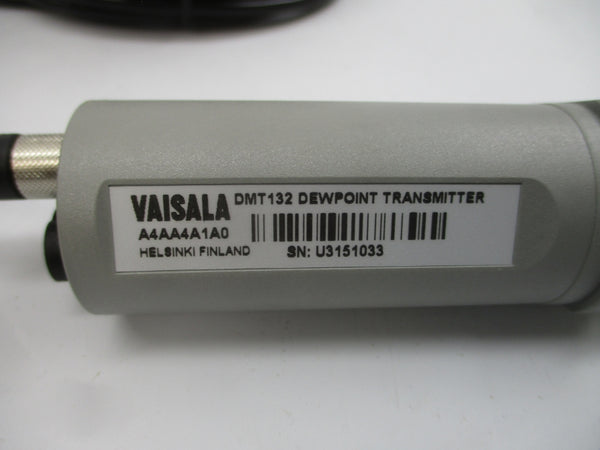 VAISALA DMT132 DEWPOINT TRANSMITTER
A4AA4A1A0
HELSINKI FINLAND SN: U3151033